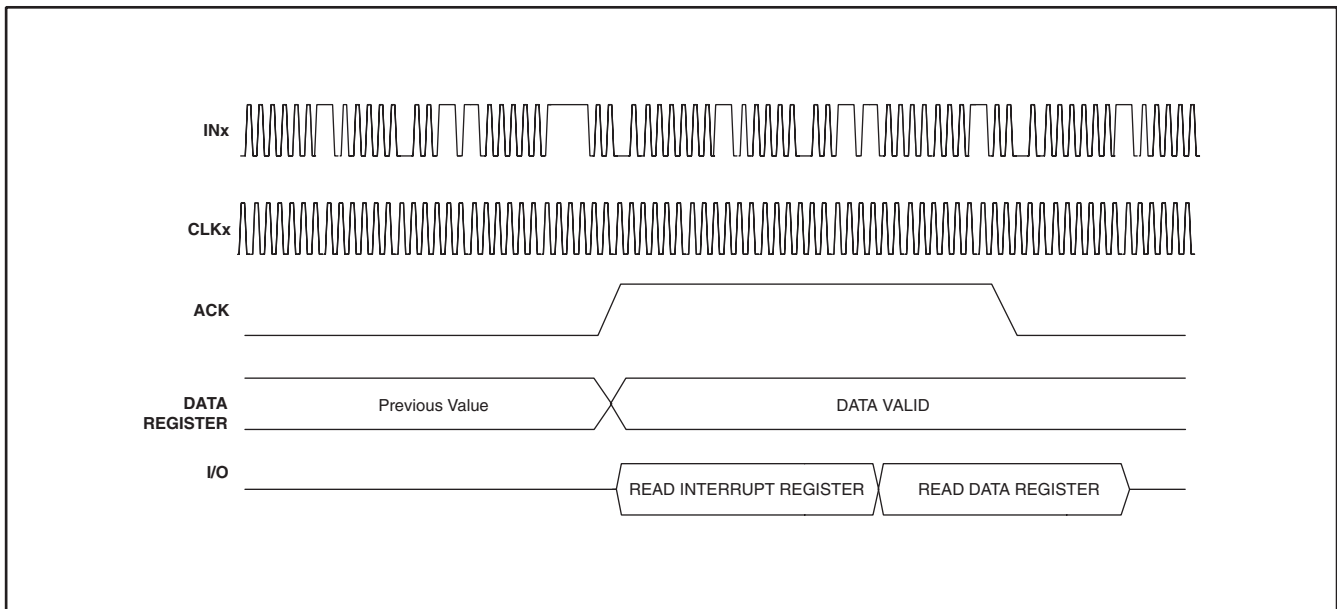 INx
CLKx
ACK
DATA
REGISTER
Previous Value
DATA VALID
I/O
READ INTERRUPT REGISTER
READ DATA REGISTER